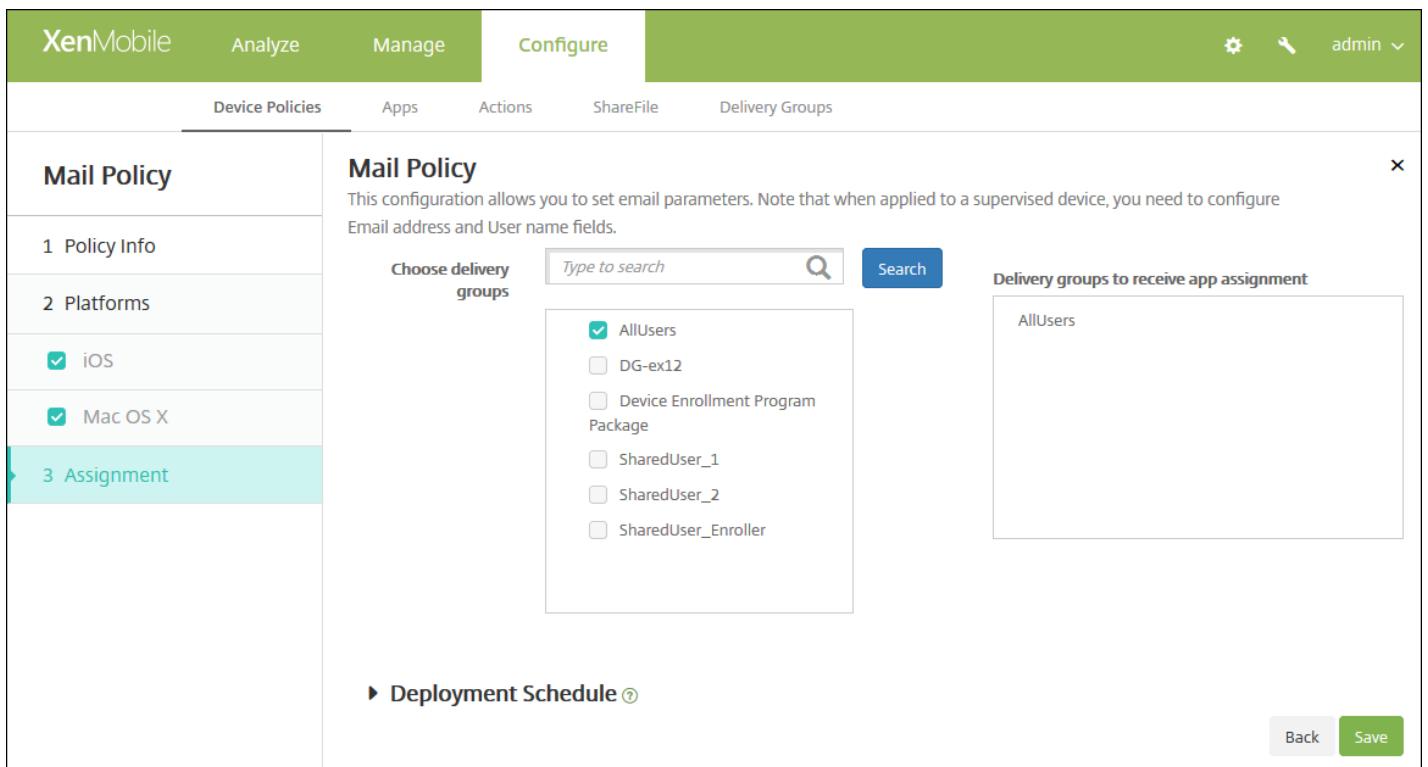 XenMobile Analyze Manage Configure admin
Device Policies Apps Actions ShareFile Delivery Groups
Mail Policy
1 Policy Info
2 Platforms
iOS
Mac OS X
3 Assignment
Mail Policy
This configuration allows you to set email parameters. Note that when applied to a supervised device, you need to configure
Email address and User name fields.
Choose delivery
groups
Type to search
Search
AllUsers
DG-ex12
Device Enrollment Program
Package
SharedUser_1
SharedUser_2
SharedUser_Enroller
Delivery groups to receive app assignment
AllUsers
Deployment Schedule ?
Back Save